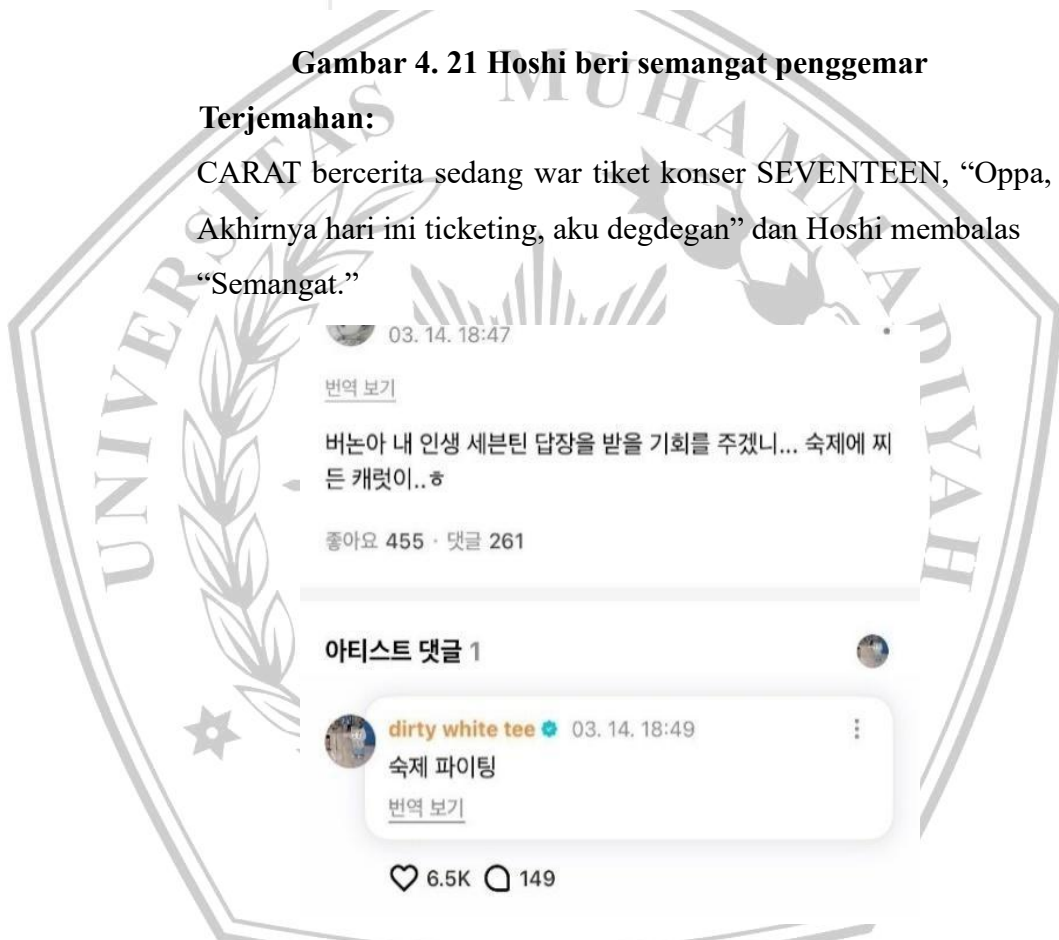 UNIVERSITAS MUHAMMADIYAH
Gambar 4. 21 Hoshi beri semangat penggemar
Terjemahan:
CARAT bercerita sedang war tiket konser SEVENTEEN, “Oppa,
Akhirnya hari ini ticketing, aku degdegan” dan Hoshi membalas
“Semangat.”
03. 14. 18:47
번역 보기
버논아 내 인생 세븐틴 답장을 받을 기회를 주겠니... 숙제에 찌
든 캐럿이..ㅎ
좋아요 455 · 댓글 261
아티스트 댓글 1
dirty white tee 03. 14. 18:49
숙제 파이팅
번역 보기
6.5K 149